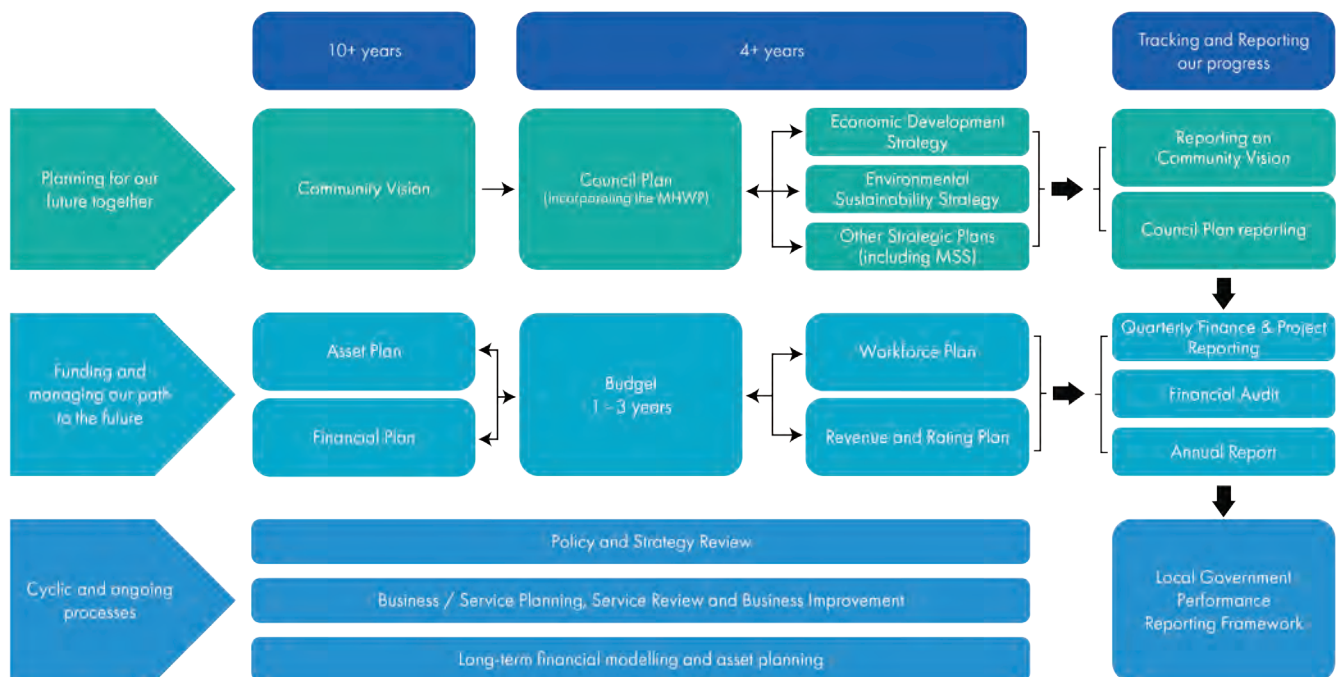 10+ years
4+ years
Tracking and Reporting
our progress
Planning for our
future together
Community Vision
Council Plan
(incorporating the MHWP)
Economic Development
Strategy
Environmental
Sustainability Strategy
Other Strategic Plans
(including MSS)
Reporting on
Community Vision
Council Plan reporting
Funding and
managing our path
to the future
Asset Plan
Financial Plan
Budget
1 – 3 years
Workforce Plan
Revenue and Rating Plan
Quarterly Finance & Project
Reporting
Financial Audit
Annual Report
Cyclic and ongoing
processes
Policy and Strategy Review
Business / Service Planning, Service Review and Business Improvement
Long-term financial modelling and asset planning
Local Government
Performance
Reporting Framework